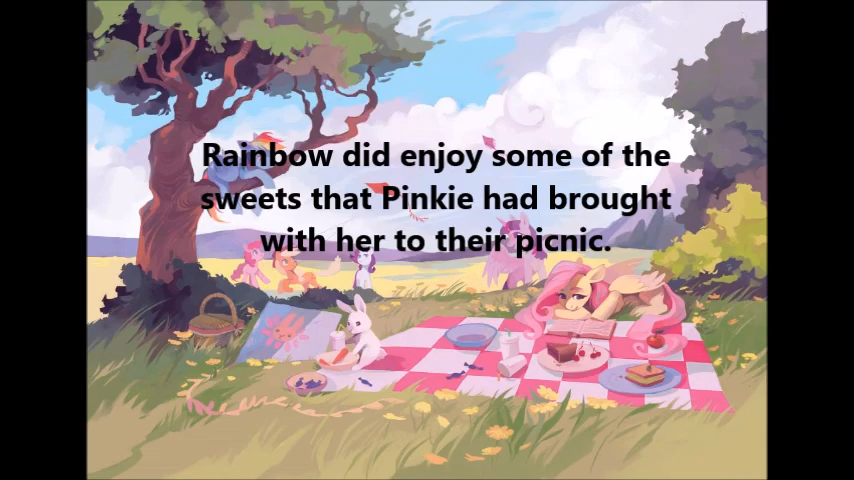 Rainbow did enjoy some of the
sweets that Pinkie had brought
with her to their picnic.